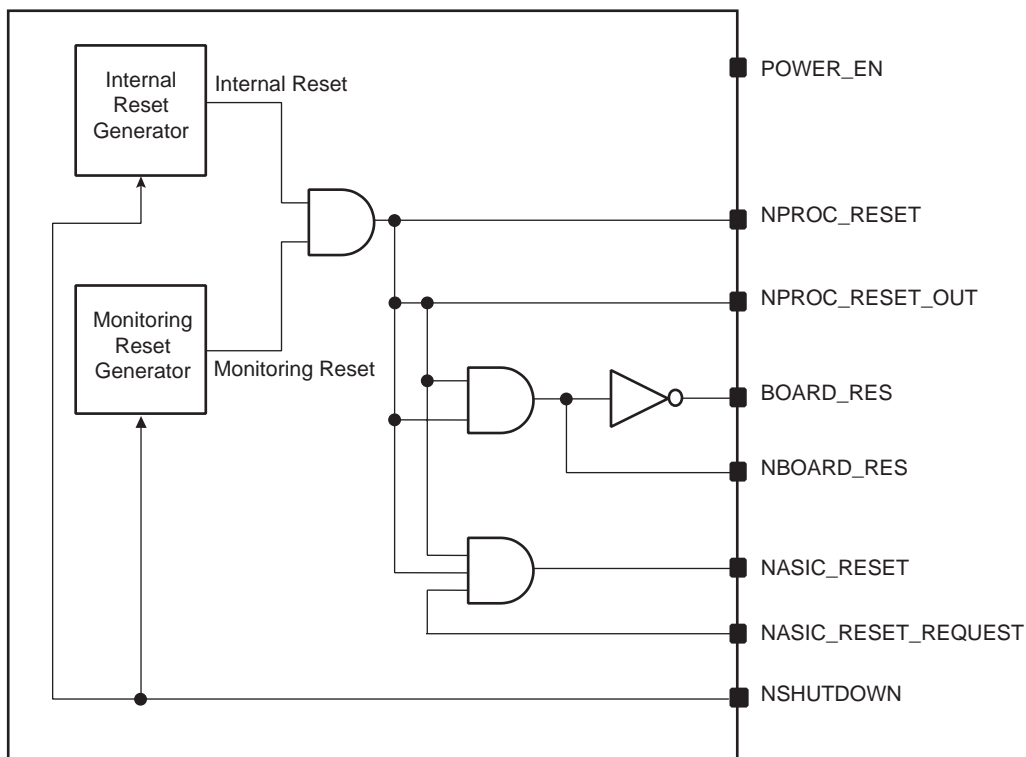 Internal
Reset
Generator
Internal Reset
Monitoring
Reset
Generator
Monitoring Reset
POWER_EN
NPROC_RESET
NPROC_RESET_OUT
BOARD_RES
NBOARD_RES
NASIC_RESET
NASIC_RESET_REQUEST
NSHUTDOWN